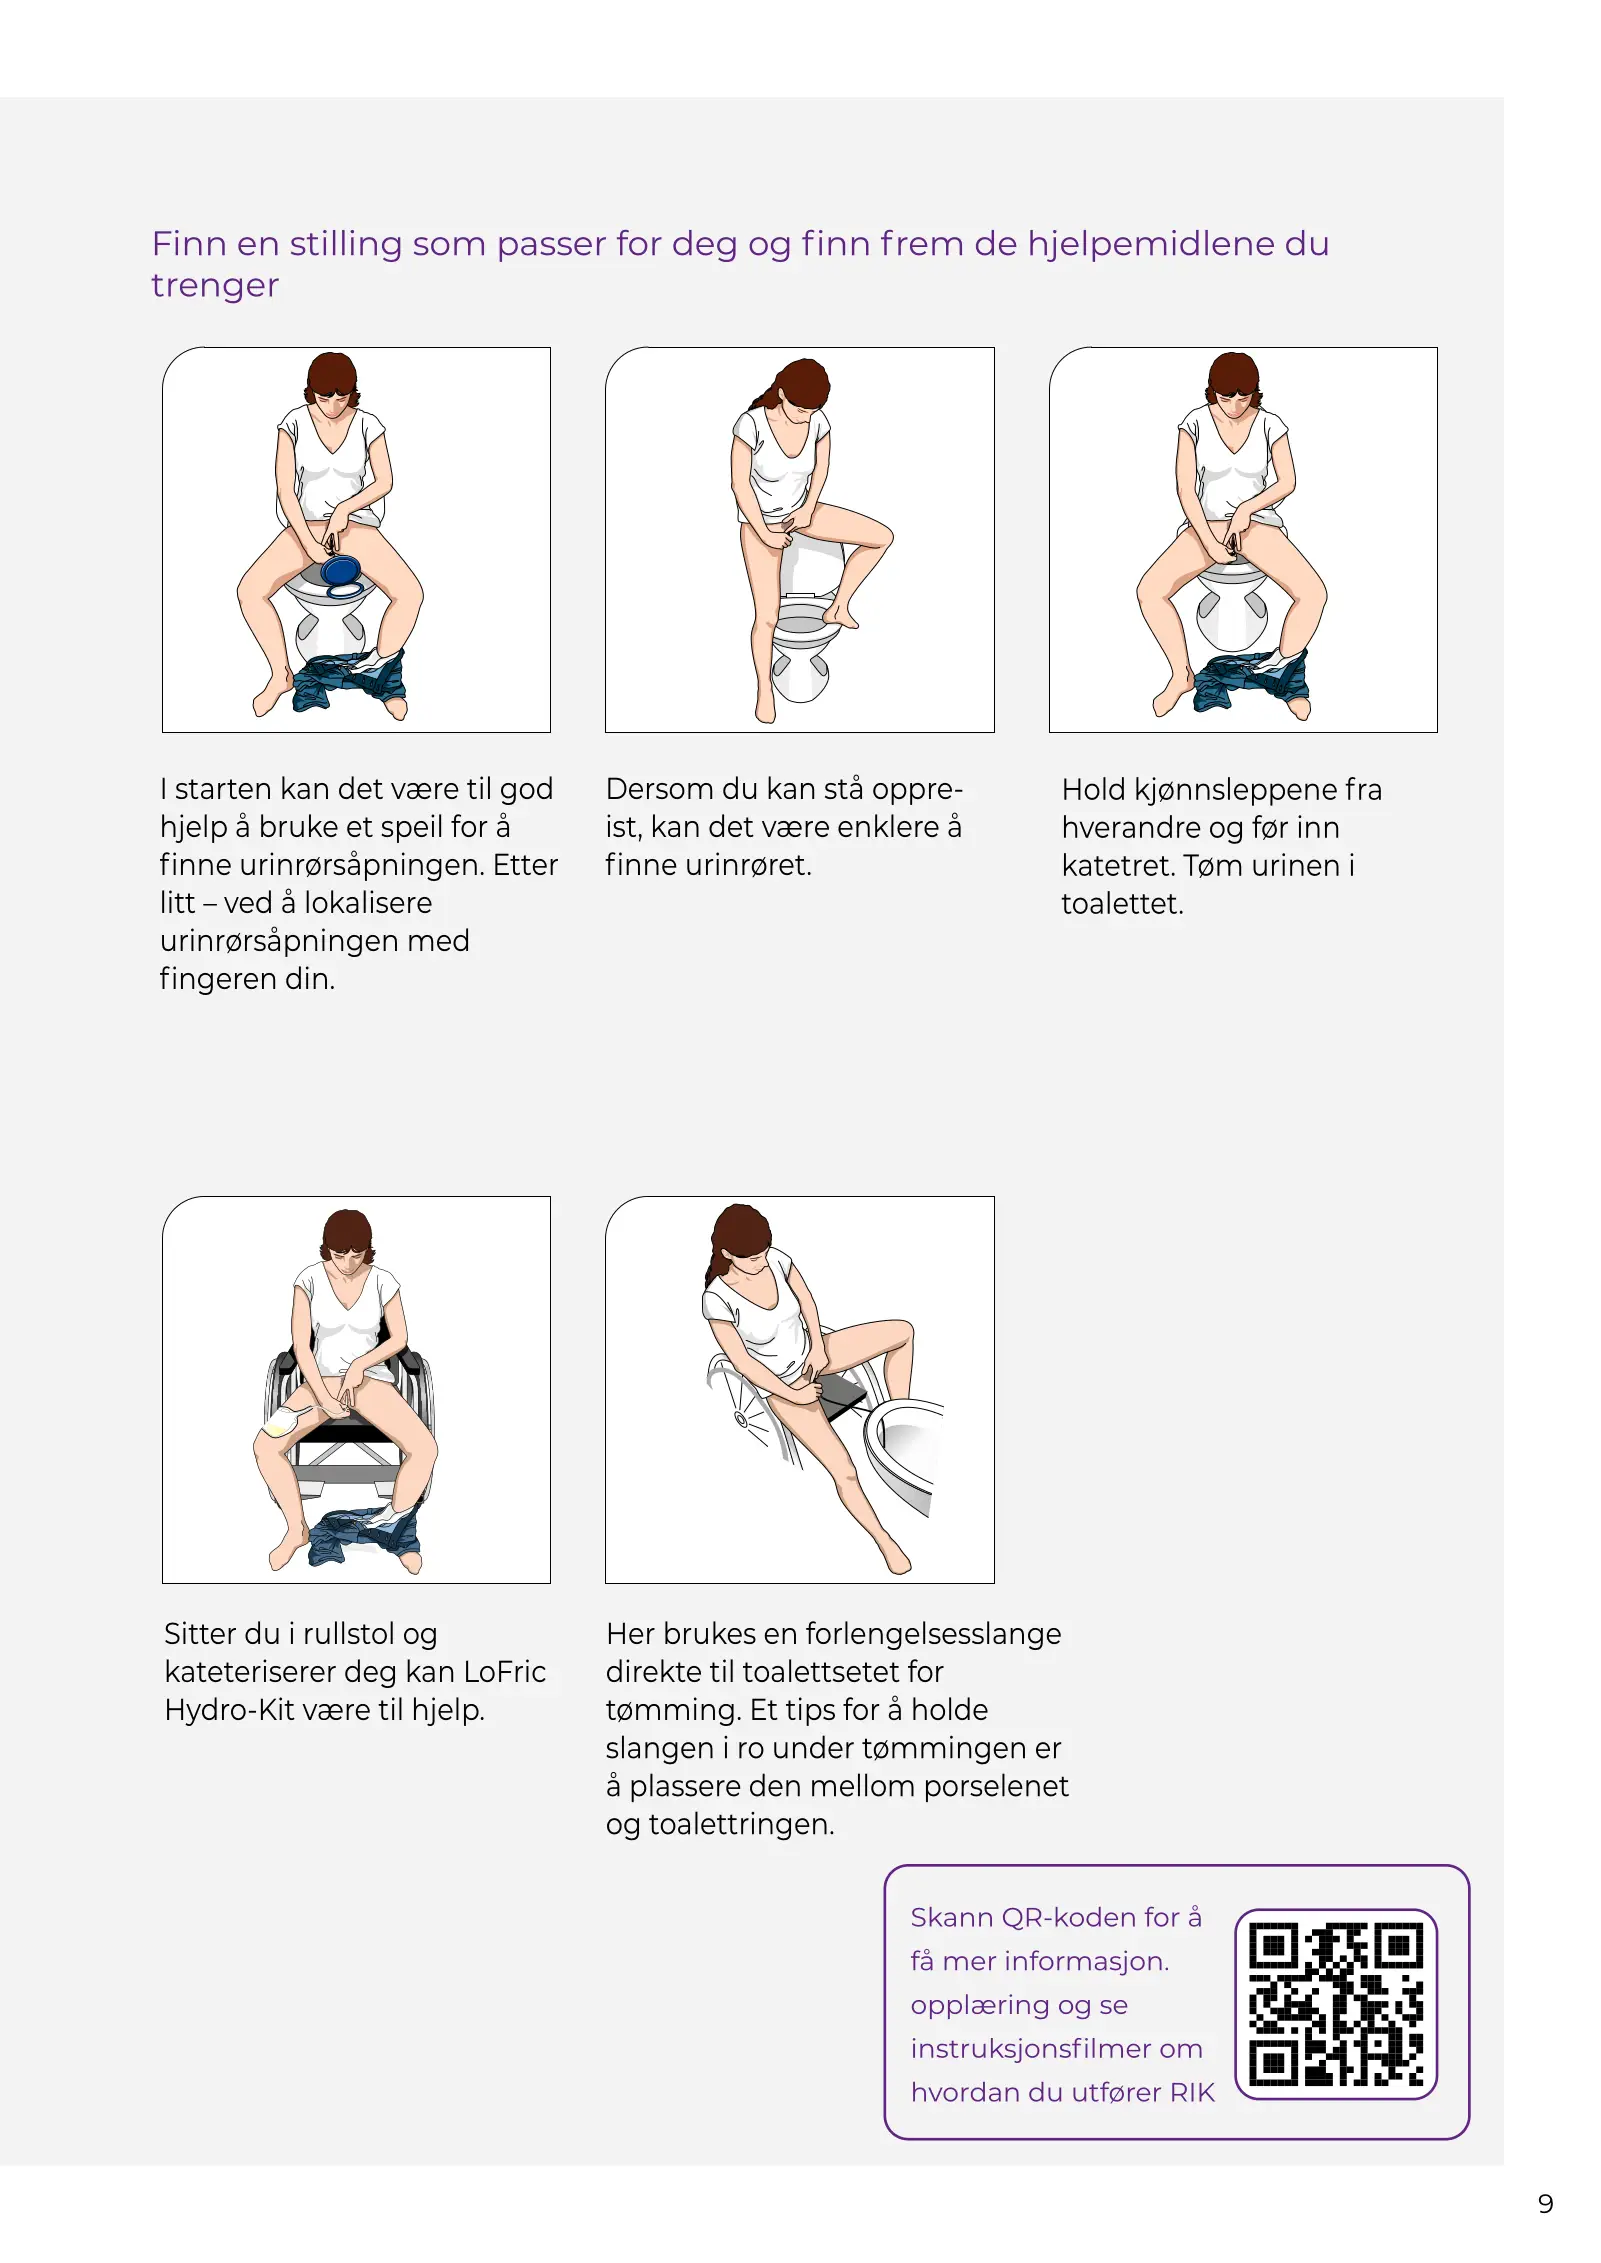 Finn en stilling som passer for deg og finn frem de hjelpemidlene du
trenger
I starten kan det være til god
hjelp å bruke et speil for å
finne urinrørsåpningen. Etter
litt – ved å lokalisere
urinrørsåpningen med
fingeren din.
Dersom du kan stå oppre-
ist, kan det være enklere å
finne urinrøret.
Hold kjønnsleppene fra
hverandre og før inn
katetret. Tøm urinen i
toalettet.
Sitter du i rullstol og
kateteriserer deg kan LoFric
Hydro-Kit være til hjelp.
Her brukes en forlengelsesslange
direkte til toalettsetet for
tømming. Et tips for å holde
slangen i ro under tømmingen er
å plassere den mellom porselenet
og toalettringen.
Skann QR-koden for å
få mer informasjon.
opplæring og se
instruksjonsfilmer om
hvordan du utfører RIK
9